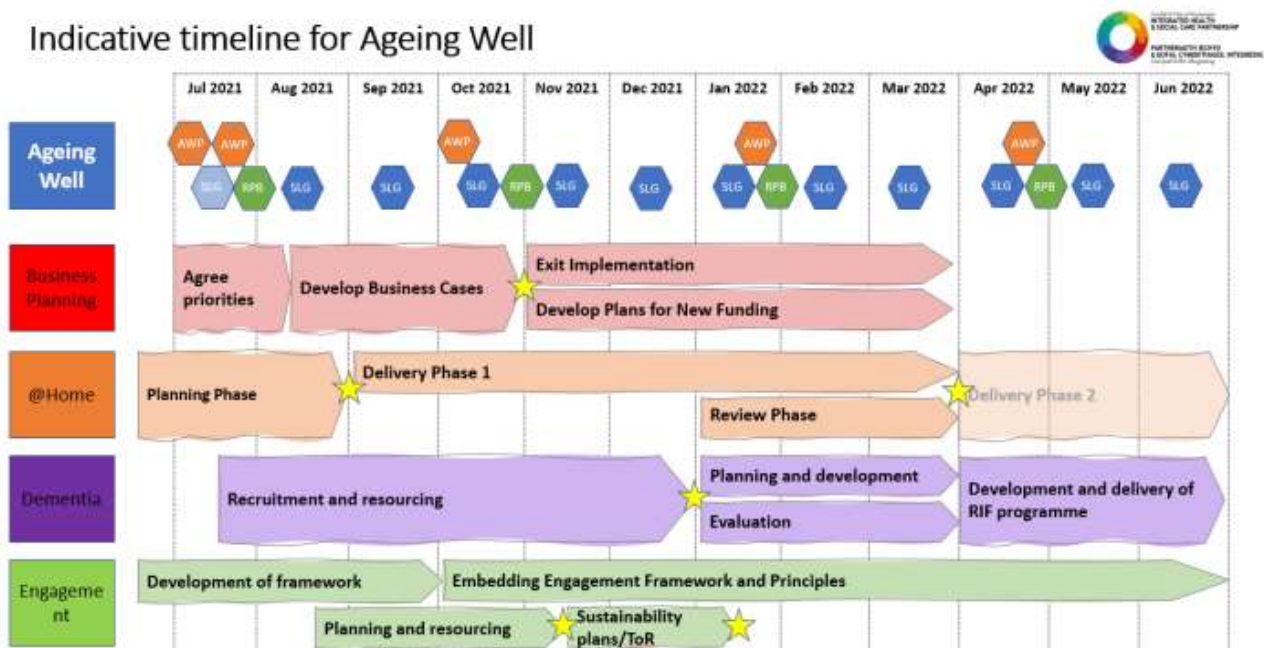 Indicative timeline for Ageing Well
INTEGRATED HEALTH
& SOCIAL CARE PARTNERSHIP
Jul 2021 Aug 2021 Sep 2021 Oct 2021 Nov 2021 Dec 2021 Jan 2022 Feb 2022 Mar 2022 Apr 2022 May 2022 Jun 2022
Ageing
Well
AWP AWP AWP AWP AWP
SLG RPB SLG SLG SLG RPB SLG SLG SLG RPB SLG SLG SLG RPB SLG SLG
Business
Planning
Agree
priorities
Develop Business Cases
Exit Implementation
Develop Plans for New Funding
@Home
Planning Phase
Delivery Phase 1
Review Phase
Delivery Phase 2
Dementia
Recruitment and resourcing
Planning and development
Evaluation
Development and delivery of
RIF programme
Engageme
nt
Development of framework
Embedding Engagement Framework and Principles
Planning and resourcing
Sustainability
plans/ToR